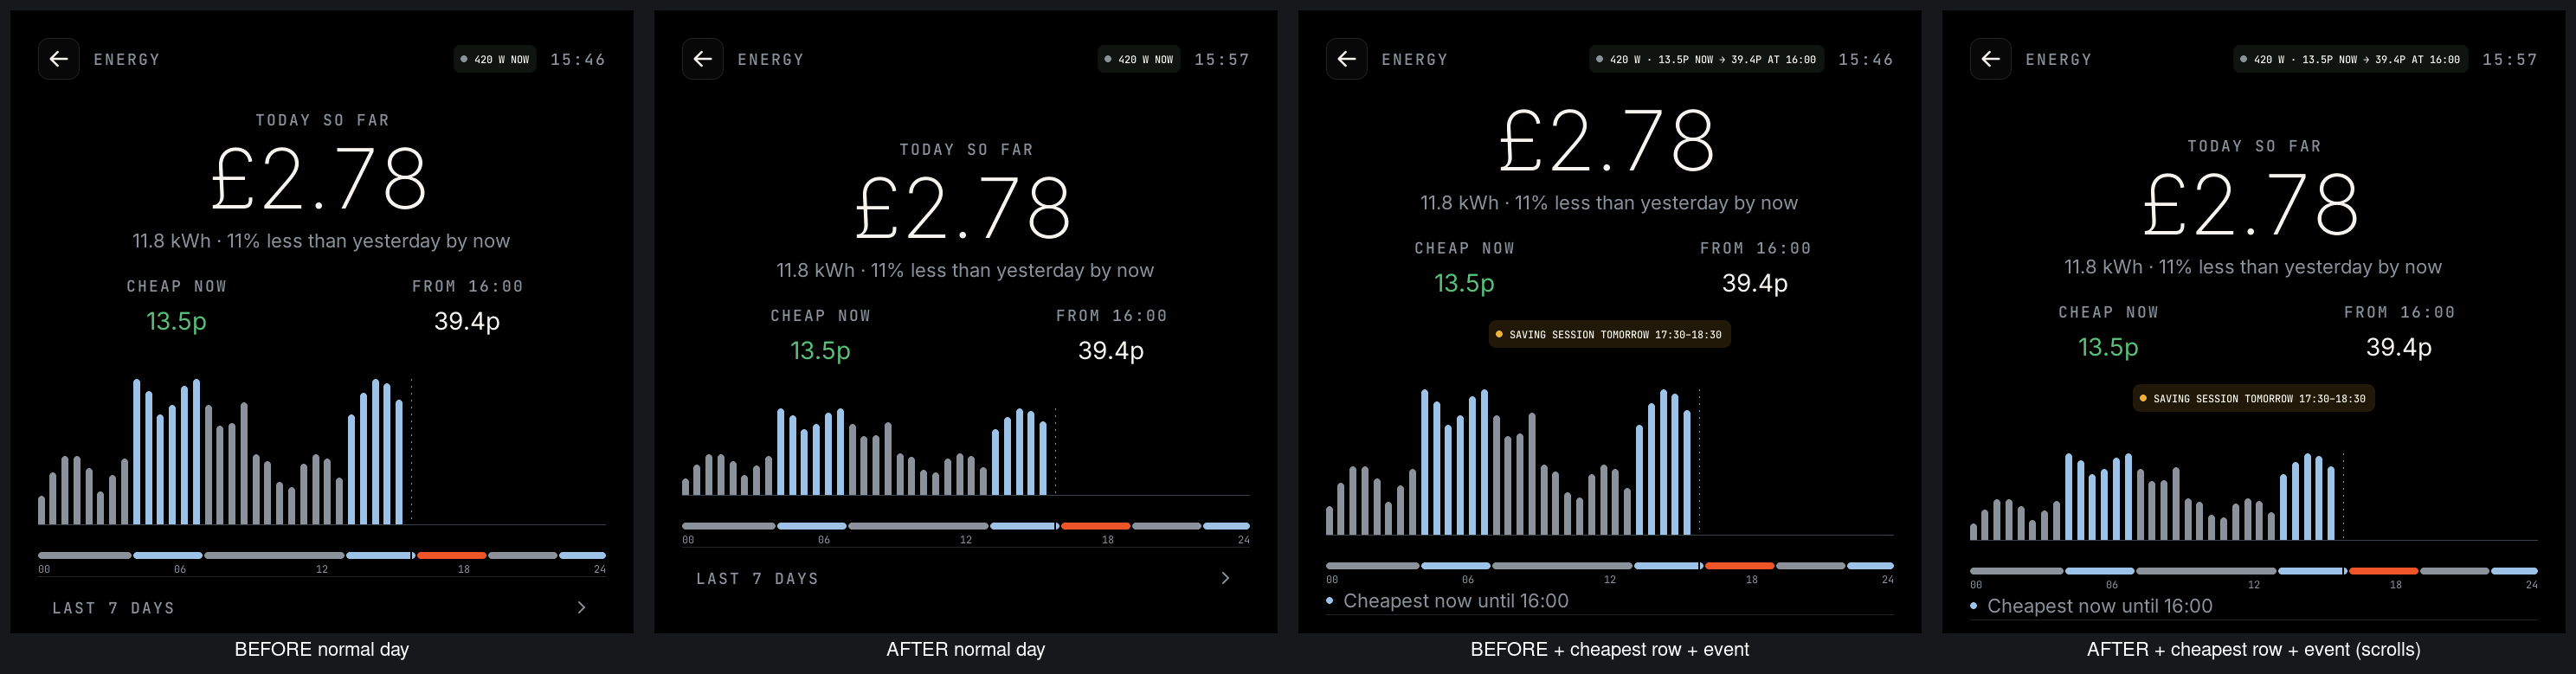 ENERGY
420 W NOW
15:46
TODAY SO FAR
£2.78
11.8 kWh · 11% less than yesterday by now
CHEAP NOW
FROM 16:00
13.5p
39.4p
00 06 12 18 24
LAST 7 DAYS
BEFORE normal day
ENERGY
420 W NOW
15:57
TODAY SO FAR
£2.78
11.8 kWh · 11% less than yesterday by now
CHEAP NOW
FROM 16:00
13.5p
39.4p
00 06 12 18 24
LAST 7 DAYS
AFTER normal day
ENERGY
420 W · 13.5P NOW → 39.4P AT 16:00
15:46
£2.78
11.8 kWh · 11% less than yesterday by now
CHEAP NOW
FROM 16:00
13.5p
39.4p
SAVING SESSION TOMORROW 17:30–18:30
00 06 12 18 24
Cheapest now until 16:00
BEFORE + cheapest row + event
ENERGY
420 W · 13.5P NOW → 39.4P AT 16:00
15:57
TODAY SO FAR
£2.78
11.8 kWh · 11% less than yesterday by now
CHEAP NOW
FROM 16:00
13.5p
39.4p
SAVING SESSION TOMORROW 17:30–18:30
00 06 12 18 24
Cheapest now until 16:00
AFTER + cheapest row + event (scrolls)